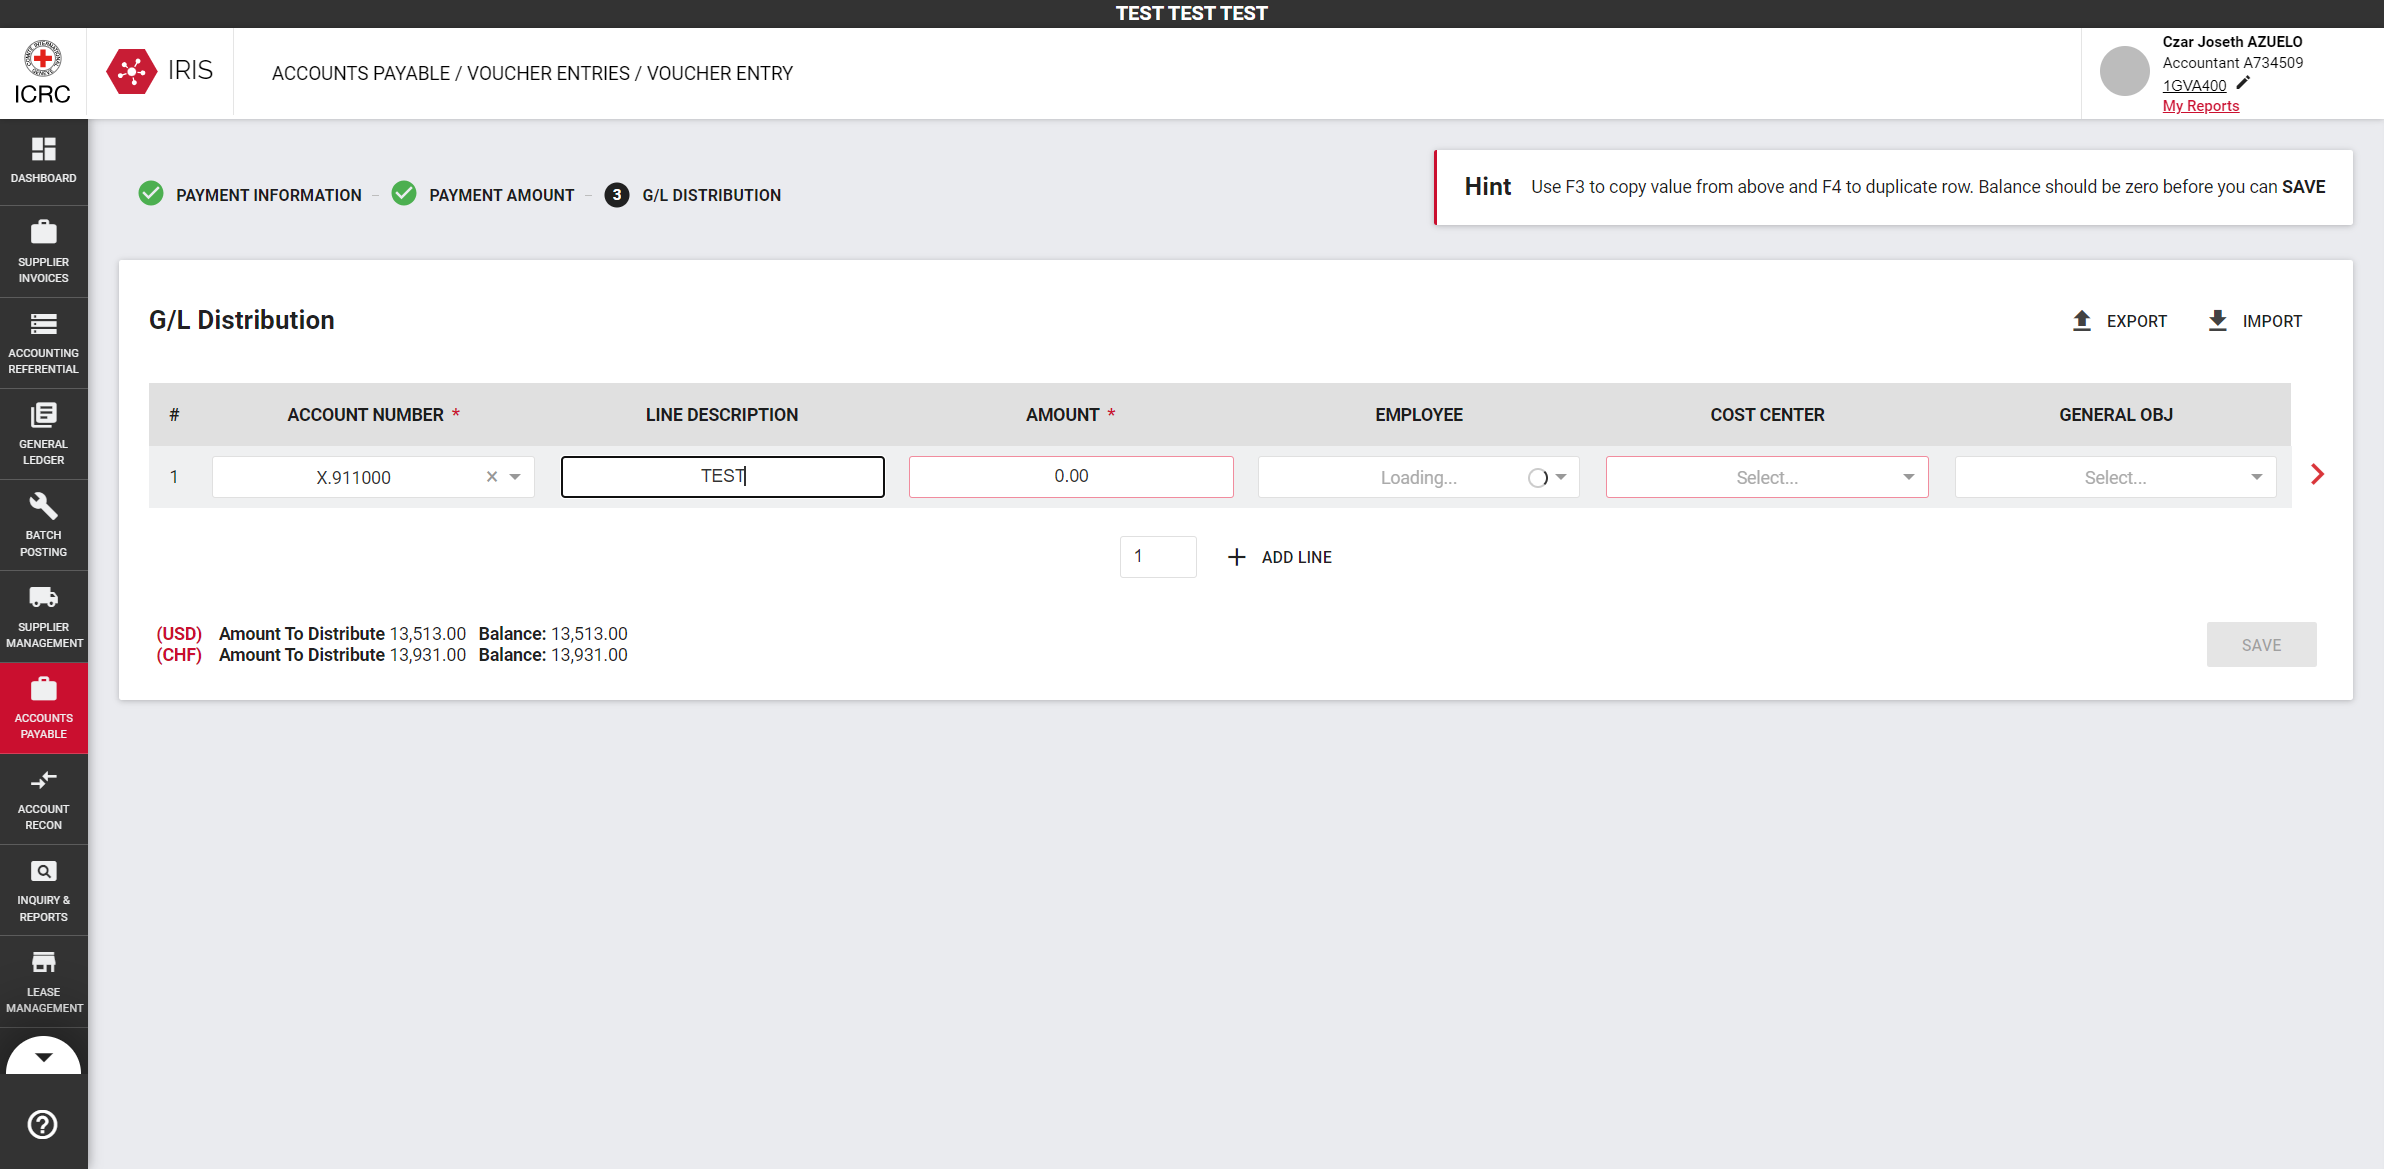 TEST TEST TEST
ICRC
IRIS
ACCOUNTS PAYABLE / VOUCHER ENTRIES / VOUCHER ENTRY
Czar Joseth AZUELO
Accountant A734509
1GVA400
My Reports
DASHBOARD
SUPPLIER
INVOICES
ACCOUNTING
REFERENTIAL
GENERAL
LEDGER
BATCH
POSTING
SUPPLIER
MANAGEMENT
ACCOUNTS
PAYABLE
ACCOUNT
RECON
INQUIRY &
REPORTS
LEASE
MANAGEMENT
PAYMENT INFORMATION – PAYMENT AMOUNT – 3 G/L DISTRIBUTION
Hint Use F3 to copy value from above and F4 to duplicate row. Balance should be zero before you can SAVE
G/L Distribution
EXPORT IMPORT
# ACCOUNT NUMBER * LINE DESCRIPTION AMOUNT * EMPLOYEE COST CENTER GENERAL OBJ
1 X.911000 × TEST 0.00 Loading... Select... Select...
1 + ADD LINE
(USD) Amount To Distribute 13,513.00 Balance: 13,513.00
(CHF) Amount To Distribute 13,931.00 Balance: 13,931.00
SAVE